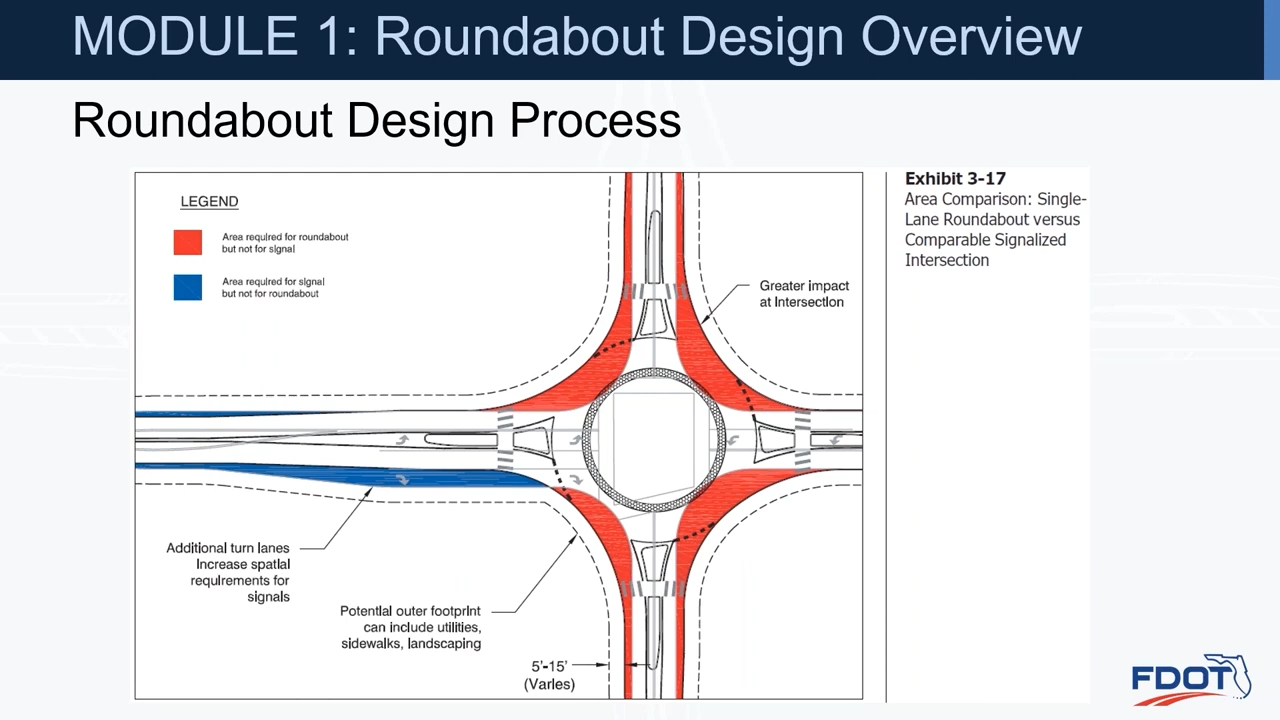 MODULE 1: Roundabout Design Overview
Roundabout Design Process
LEGEND
Area required for roundabout
but not for signal
Area required for signal
but not for roundabout
Greater impact
at Intersection
Additional turn lanes
Increase spatial
requirements for
signals
Potential outer footprint
can include utilities,
sidewalks, landscaping
5'-15'
(Varies)
Exhibit 3-17
Area Comparison: Single-
Lane Roundabout versus
Comparable Signalized
Intersection
FDOT